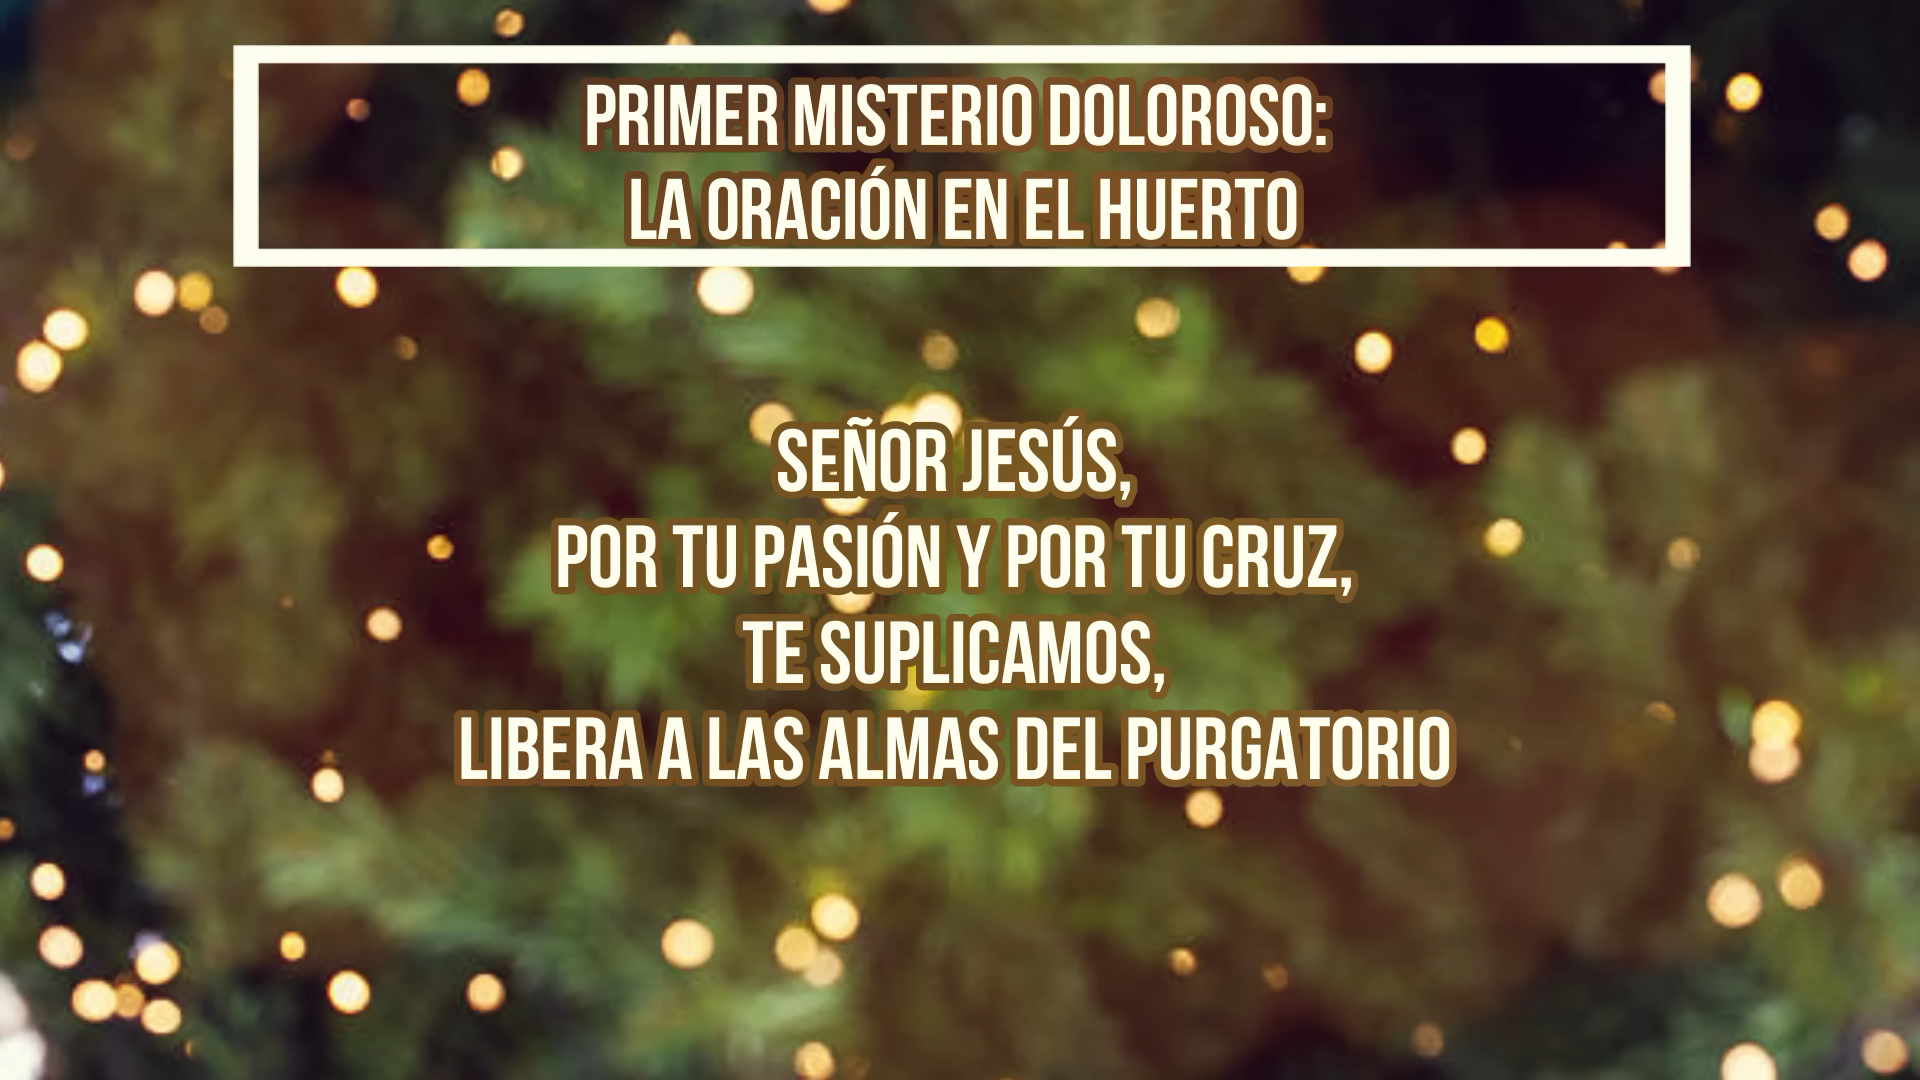 PRIMER MISTERIO DOLOROSO:
LA ORACIÓN EN EL HUERTO
SEÑOR JESÚS,
POR TU PASIÓN Y POR TU CRUZ,
TE SUPLICAMOS,
LIBERA A LAS ALMAS DEL PURGATORIO